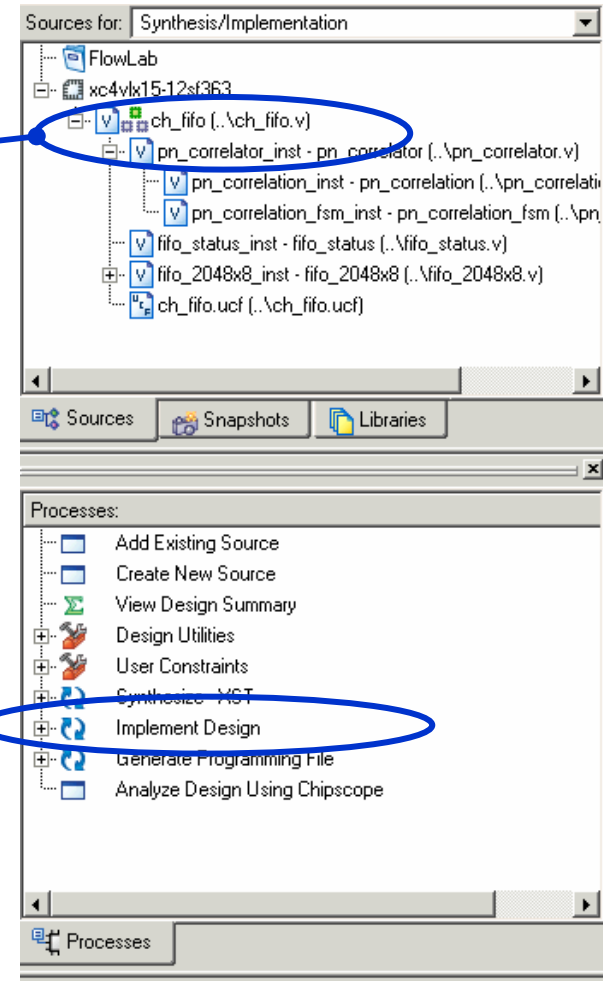 Sources for: Synthesis/Implementation
FlowLab
xc4vlx15-12sf363
ch_fifo (..\ch_fifo.v)
pn_correlator_inst - pn_correlator (..\pn_correlator.v)
pn_correlation_inst - pn_correlation (..\pn_correlati
pn_correlation_fsm_inst - pn_correlation_fsm (..\pn_
fifo_status_inst - fifo_status (..\fifo_status.v)
fifo_2048x8_inst - fifo_2048x8 (..\fifo_2048x8.v)
ch_fifo.ucf (..\ch_fifo.ucf)
Sources Snapshots Libraries
Processes:
Add Existing Source
Create New Source
View Design Summary
Design Utilities
User Constraints
Synthesize - XST
Implement Design
Generate Programming File
Analyze Design Using Chipscope
Processes